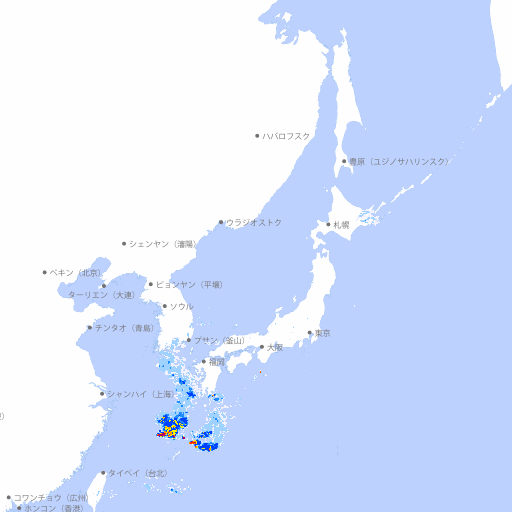 ハバロフスク
豊原（ユジノサハリンスク）
ウラジオストク
札幌
シェンヤン（瀋陽）
ペキン（北京）
ピョンヤン（平壌）
ターリエン（大連）
ソウル
チンタオ（青島）
東京
プサン（釜山）
大阪
福岡
シャンハイ（上海）
タイペイ（台北）
コワンチョウ（広州）
ホンコン（香港）